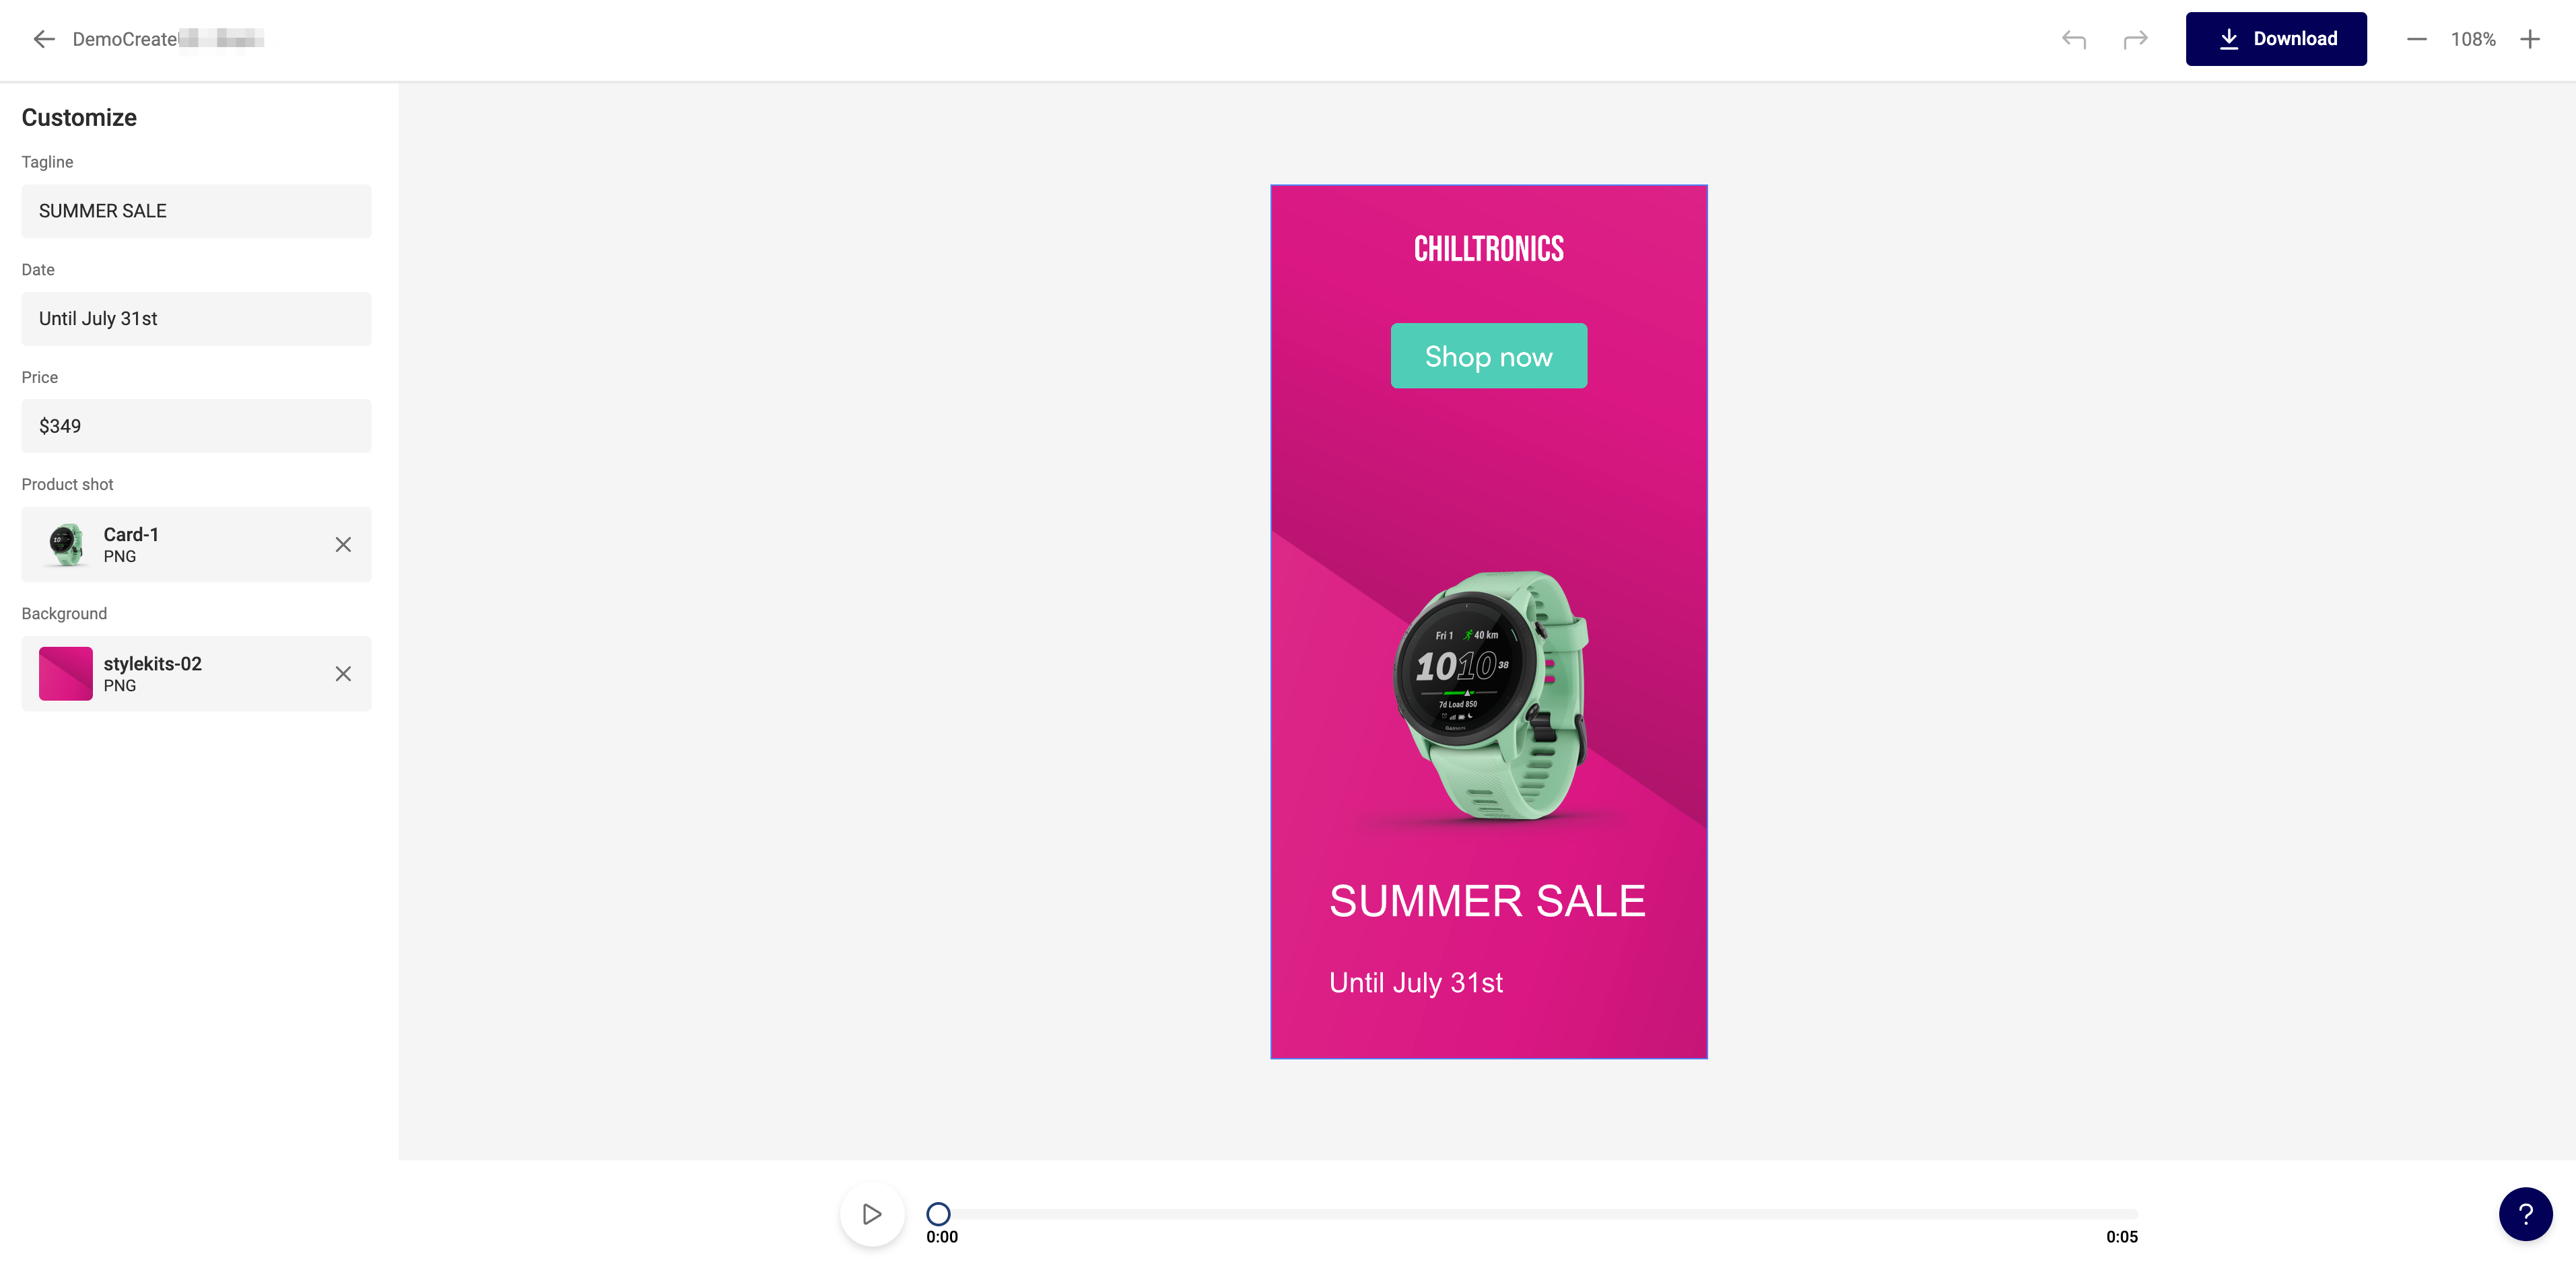 DemoCreate
Download
108%
Customize
Tagline
SUMMER SALE
Date
Until July 31st
Price
$349
Product shot
Card-1
PNG
Background
stylekits-02
PNG
CHILLTRONICS
Shop now
Fri 1 40 km
1010 38
7d Load 850
GARMIN
SUMMER SALE
Until July 31st
0:00
0:05
?